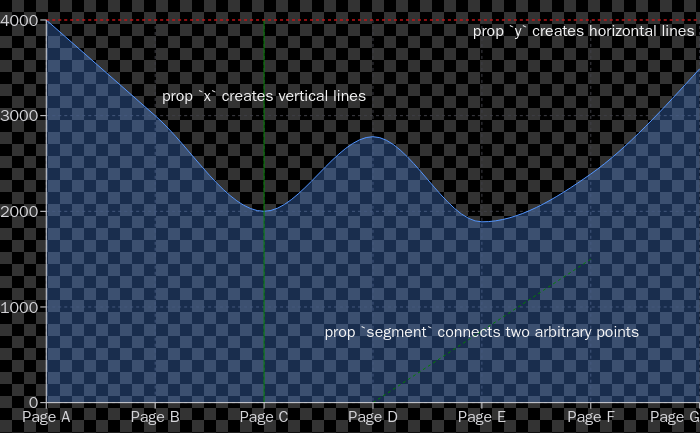 4000
prop `y` creates horizontal lines
prop `x` creates vertical lines
3000
2000
1000
prop `segment` connects two arbitrary points
0
Page A Page B Page C Page D Page E Page F Page G